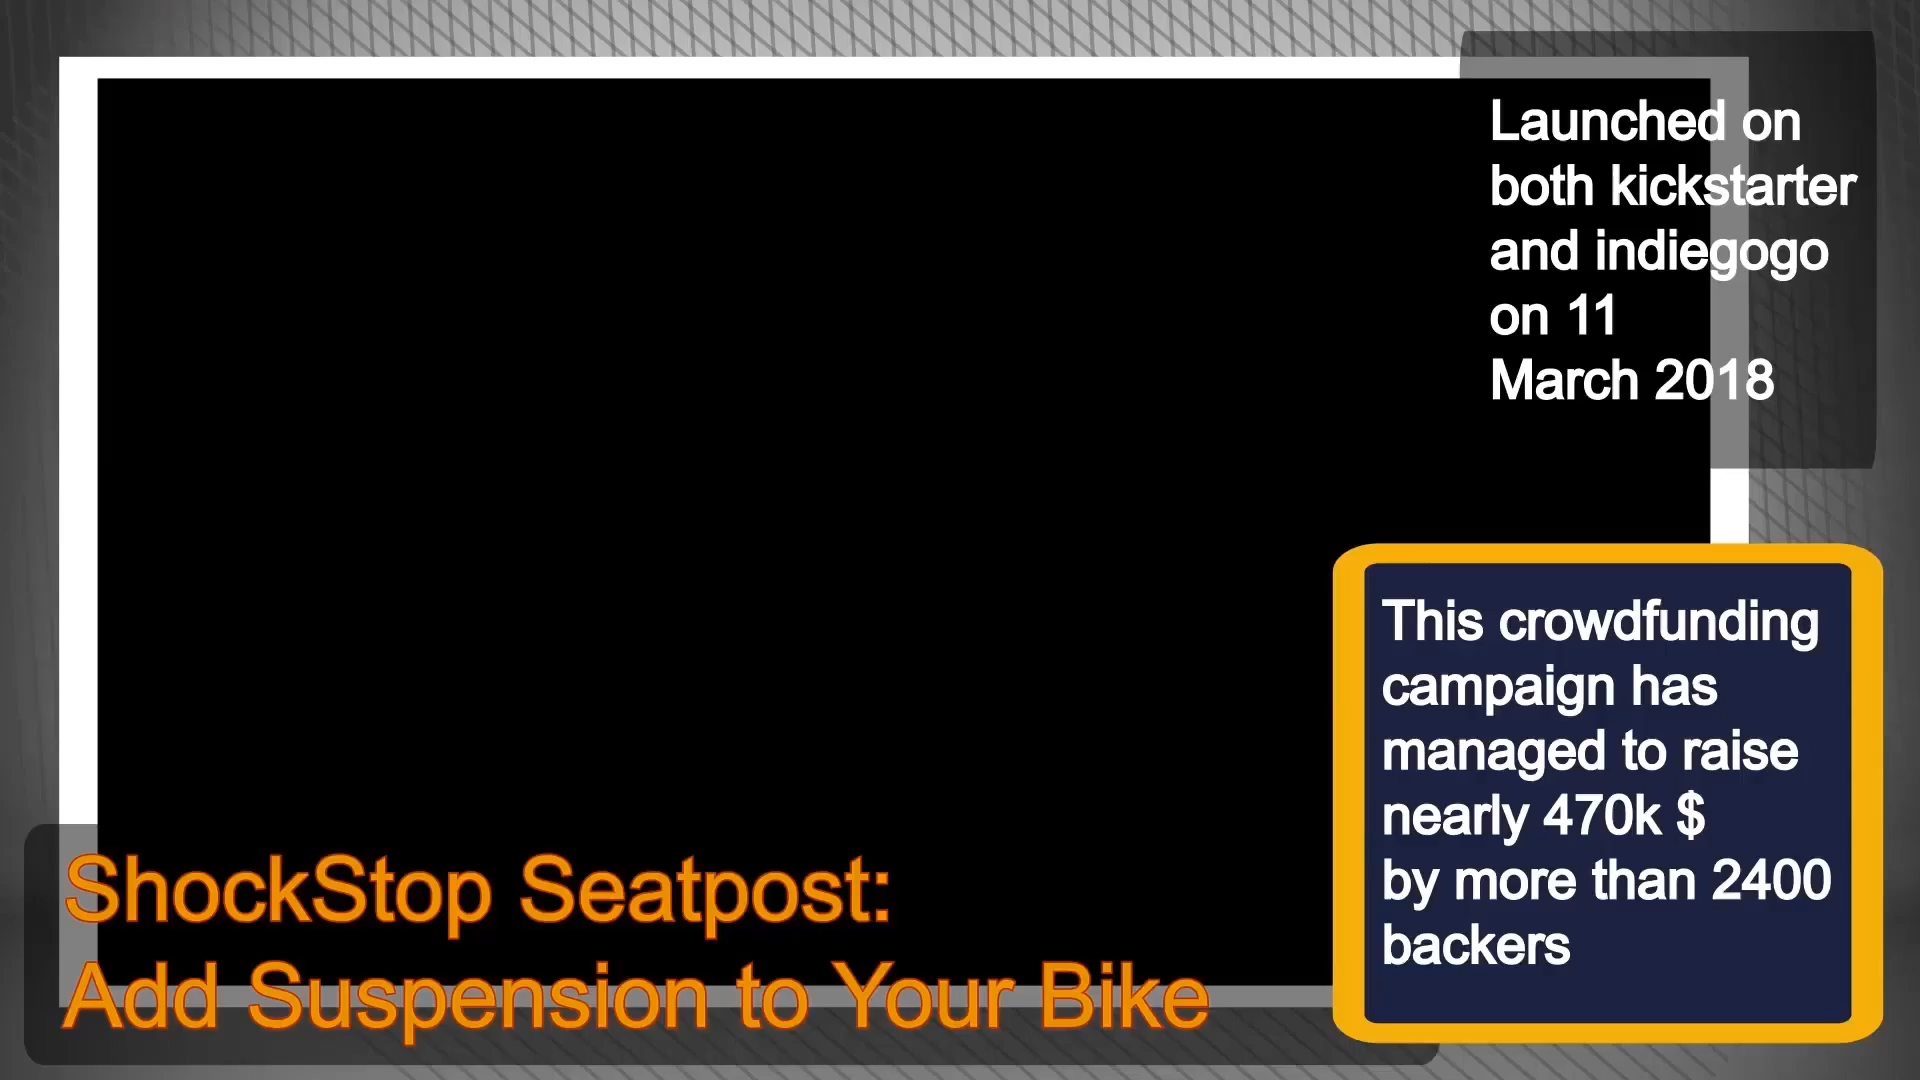 Launched on
both kickstarter
and indiegogo
on 11
March 2018
This crowdfunding
campaign has
managed to raise
nearly 470k $
by more than 2400
backers
ShockStop Seatpost:
Add Suspension to Your Bike